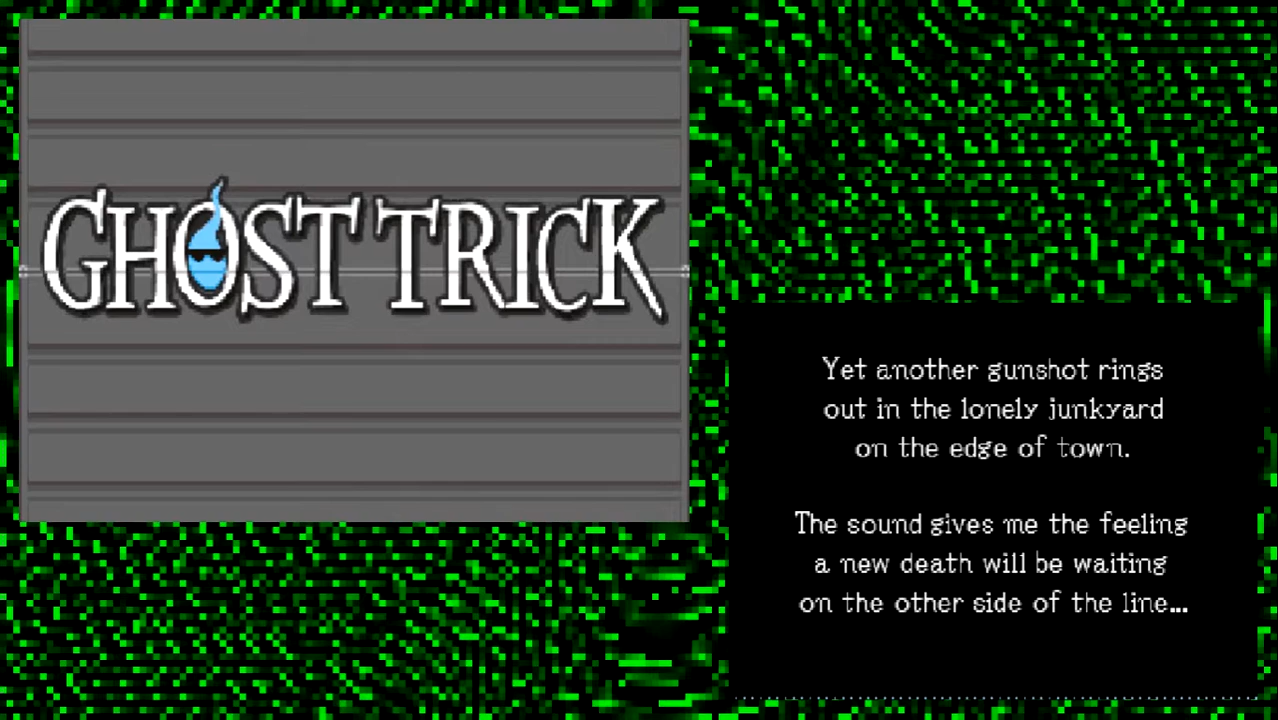 GHOST TRICK
Yet another gunshot rings
out in the lonely junkyard
on the edge of town.
The sound gives me the feeling
a new death will be waiting
on the other side of the line...